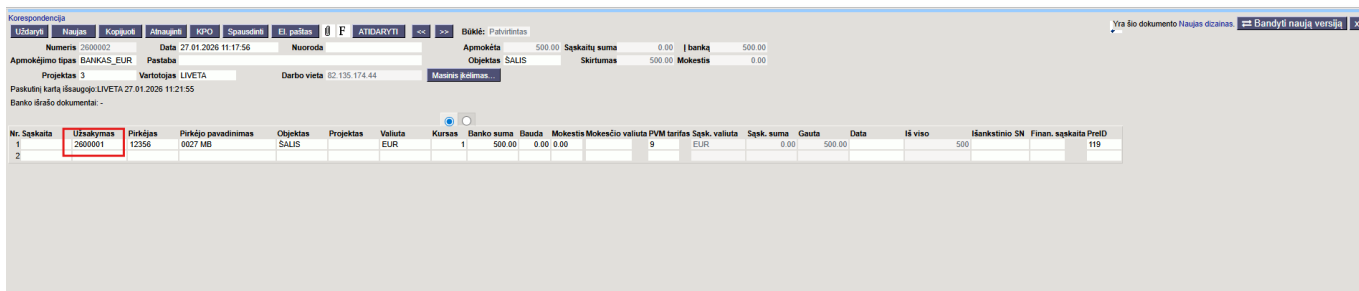 Korespondencija
Yra šio dokumento Naujas dizainas. Bandyti naują versiją x
Uždaryti Naujas Kopijuoti Atnaujinti KPO Spausdinti El. paštas F ATIDARYTI << >> Būklė: Patvirtintas
Numeris 2600002 Data 27.01.2026 11:17:56 Nuoroda Apmokėta 500.00 Sąskaitų suma 0.00 Į banką 500.00
Apmokėjimo tipas BANKAS_EUR Pastaba Objektas ŠALIS Skirtumas 500.00 Mokestis 0.00
Projektas 3 Vartotojas LIVETA Darbo vieta 82.135.174.44 Masinis įkėlimas...
Paskutinį kartą išsaugojo:LIVETA 27.01.2026 11:21:55
Banko išrašo dokumentai: -
Nr. Sąskaita Užsakymas Pirkėjas Pirkėjo pavadinimas Objektas Projektas Valiuta Kursas Banko suma Bauda Mokestis Mokesčio valiuta PVM tarifas Sąsk. valiuta Sąsk. suma Gauta Data Iš viso Išankstinio SN Finan. sąskaita PreID
1 2600001 12356 0027 MB ŠALIS EUR 1 500.00 0.00 0.00 9 EUR 0.00 500.00 500 119
2